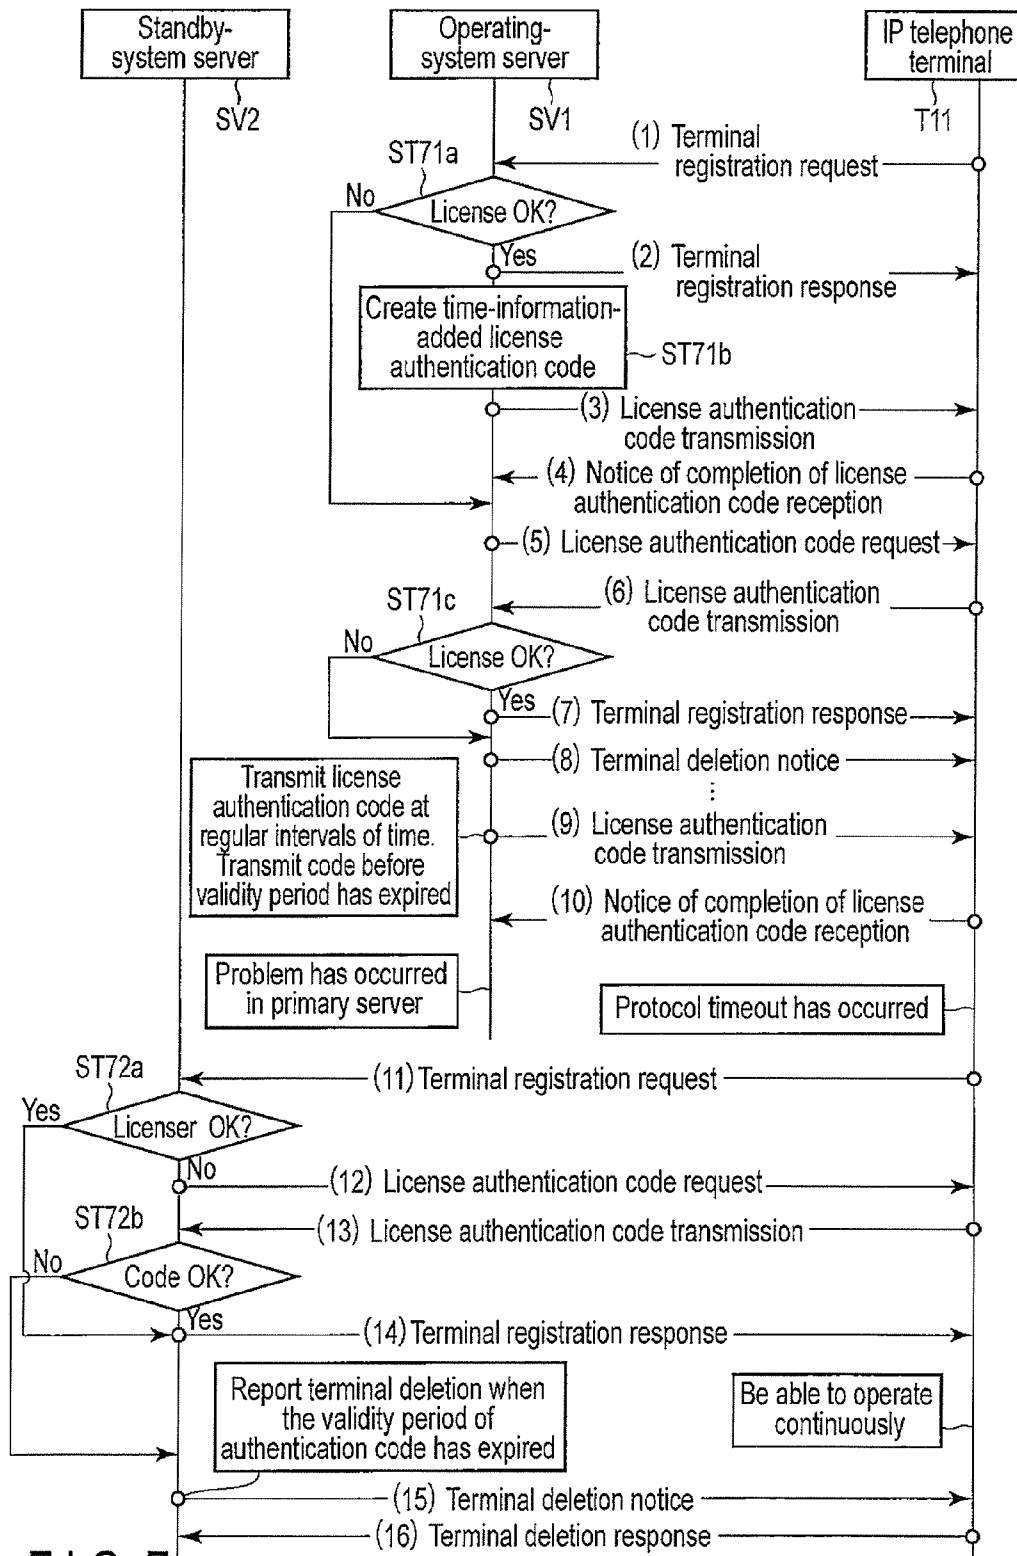 Standby-
system server
Operating-
system server
IP telephone
terminal
SV2
SV1
T11
(1) Terminal
registration request
ST71a
No
License OK?
Yes
(2) Terminal
registration response
Create time-information-
added license
authentication code
ST71b
(3) License authentication
code transmission
(4) Notice of completion of license
authentication code reception
(5) License authentication code request
ST71c
(6) License authentication
code transmission
No
License OK?
Yes
(7) Terminal registration response
(8) Terminal deletion notice
Transmit license
authentication code at
regular intervals of time.
Transmit code before
validity period has expired
(9) License authentication
code transmission
(10) Notice of completion of license
authentication code reception
Problem has occurred
in primary server
Protocol timeout has occurred
ST72a
(11) Terminal registration request
Yes
Licenser OK?
No
(12) License authentication code request
ST72b
(13) License authentication code transmission
No
Code OK?
Yes
(14) Terminal registration response
Report terminal deletion when
the validity period of
authentication code has expired
Be able to operate
continuously
(15) Terminal deletion notice
(16) Terminal deletion response